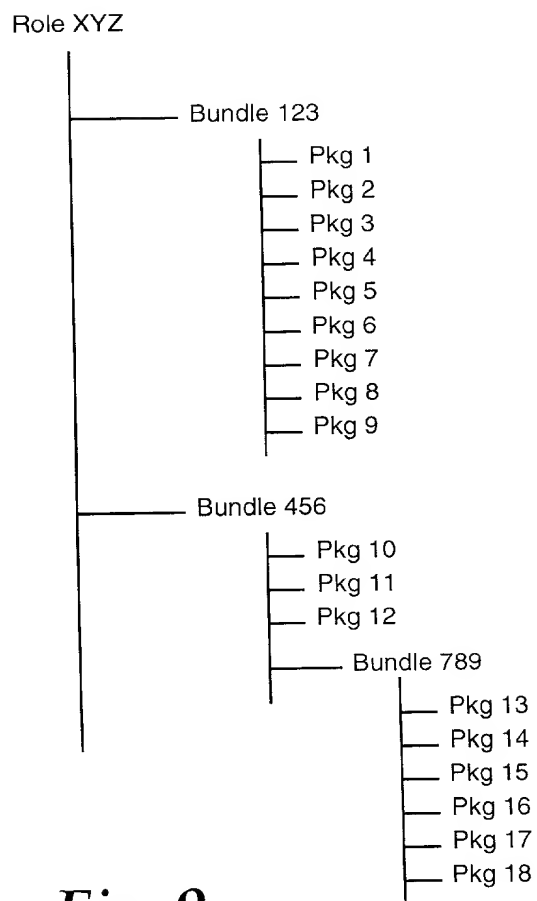 Role XYZ
Bundle 123
Pkg 1
Pkg 2
Pkg 3
Pkg 4
Pkg 5
Pkg 6
Pkg 7
Pkg 8
Pkg 9
Bundle 456
Pkg 10
Pkg 11
Pkg 12
Bundle 789
Pkg 13
Pkg 14
Pkg 15
Pkg 16
Pkg 17
Pkg 18